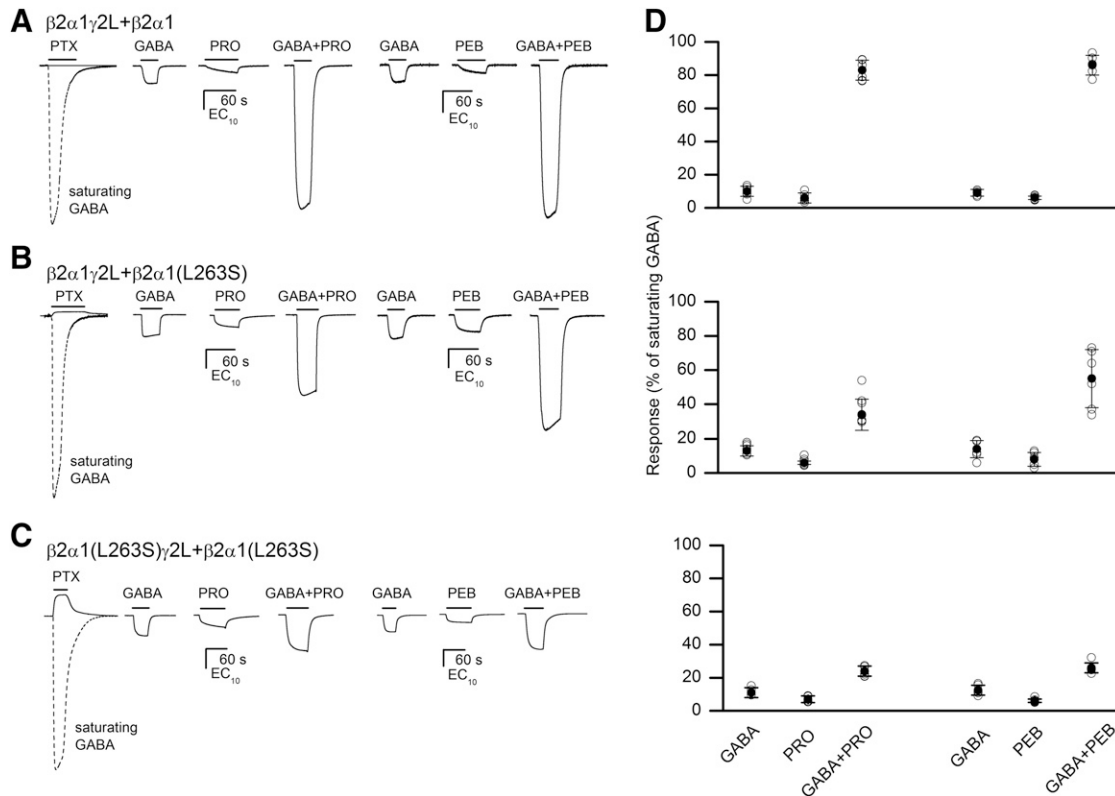 A
β2α1γ2L+β2α1
PTX GABA PRO GABA+PRO GABA PEB GABA+PEB
60 s
EC10
60 s
EC10
saturating
GABA
B
β2α1γ2L+β2α1(L263S)
PTX GABA PRO GABA+PRO GABA PEB GABA+PEB
60 s
EC10
60 s
EC10
saturating
GABA
C
β2α1(L263S)γ2L+β2α1(L263S)
PTX GABA PRO GABA+PRO GABA PEB GABA+PEB
60 s
EC10
60 s
EC10
saturating
GABA
D
Response (% of saturating GABA)
100
80
60
40
20
0
100
80
60
40
20
0
100
80
60
40
20
0
GABA PRO GABA+PRO GABA PEB GABA+PEB